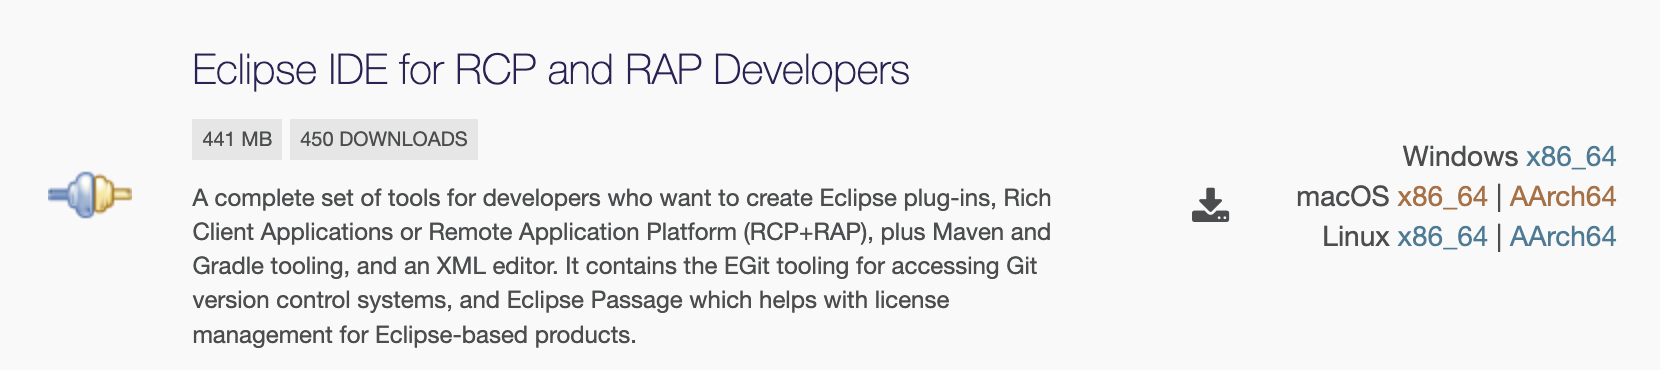 Eclipse IDE for RCP and RAP Developers
441 MB 450 DOWNLOADS
A complete set of tools for developers who want to create Eclipse plug-ins, Rich
Client Applications or Remote Application Platform (RCP+RAP), plus Maven and
Gradle tooling, and an XML editor. It contains the EGit tooling for accessing Git
version control systems, and Eclipse Passage which helps with license
management for Eclipse-based products.
Windows x86_64
macOS x86_64 | AArch64
Linux x86_64 | AArch64